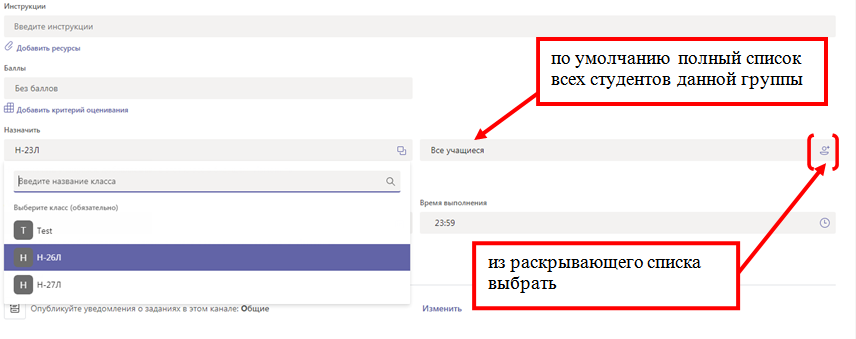 Инструкции
Введите инструкции
Добавить ресурсы
Баллы
Без баллов
Добавить критерий оценивания
по умолчанию полный список
всех студентов данной группы
Назначить
Н-23Л
Все учащиеся
Введите название класса
Выберите класс (обязательно)
T Test
Н Н-26Л
Н Н-27Л
Время выполнения
23:59
из раскрывающего списка
выбрать
Опубликуйте уведомления о заданиях в этом канале: Общие
Изменить